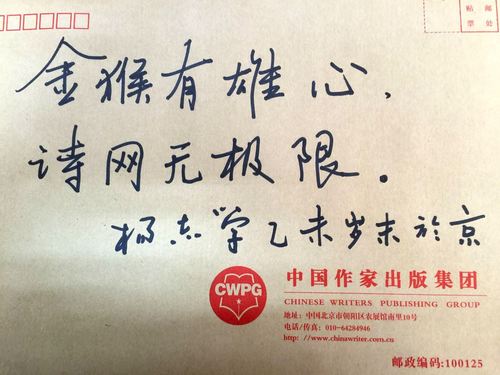 贴邮
票处
金猴有雄心,
诗网无极限。
杨志学乙未岁末於京
CWPG
中国作家出版集团
CHINESE WRITERS PUBLISHING GROUP
地址: 中国北京市朝阳区农展馆南里10号
电话/传真: 010-64284946
http: //www.chinawriter.com.cn
邮政编码:100125